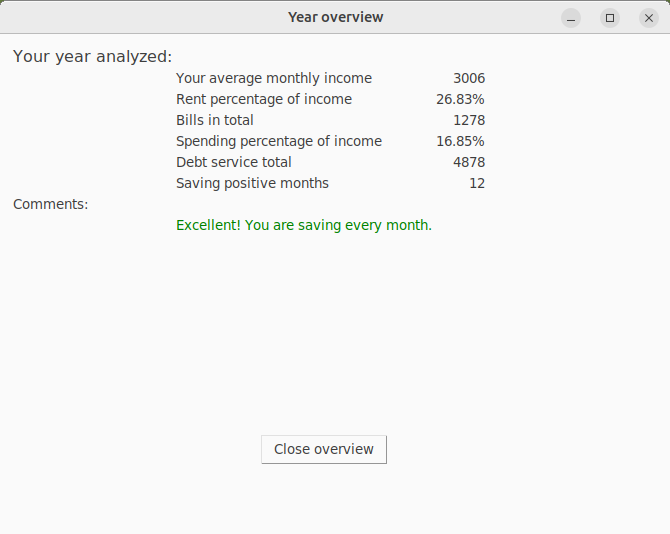 Year overview
Your year analyzed:
Your average monthly income 3006
Rent percentage of income 26.83%
Bills in total 1278
Spending percentage of income 16.85%
Debt service total 4878
Saving positive months 12
Comments:
Excellent! You are saving every month.
Close overview